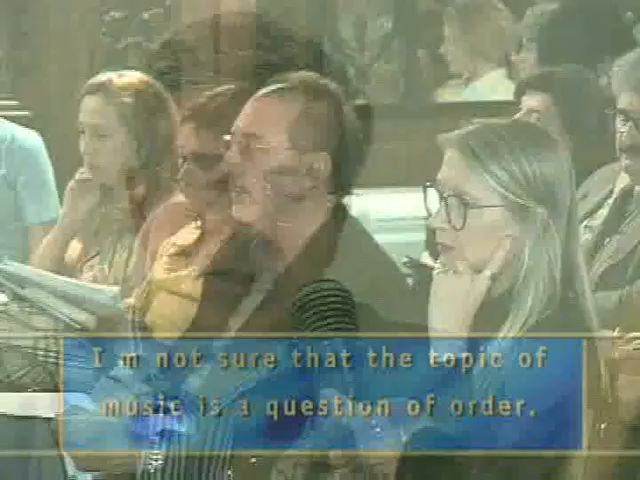 I'm not sure that the topic of
music is a question of order.